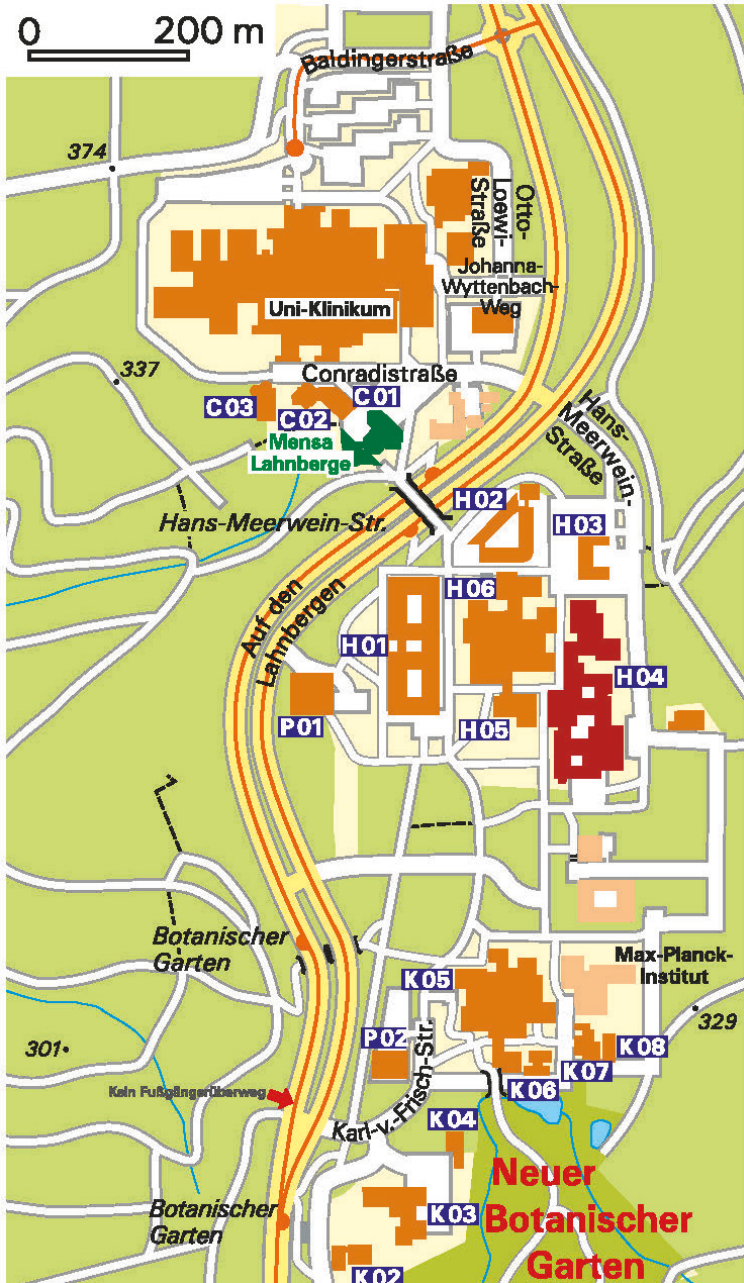 0 200 m
Baldingerstraße
374
Otto-
Loewi-
Straße
Johanna-
Wyttenbach-
Weg
Uni-Klinikum
Conradistraße
337
C 03
C 02
C 01
Mensa
Lahnberge
Hans-
Meerwein-
Straße
Hans-Meerwein-Str.
H 02
H 03
Auf den
Lahnbergen
H 06
H 01
H 04
P 01
H 05
Botanischer
Garten
K 05
Max-Planck-
Institut
329
301
P 02
K 08
K 07
K 06
Kein Fußgängerüberweg
Karl-v.-Frisch-Str.
K 04
Neuer
Botanischer
Garten
Botanischer
Garten
K 03
K 02